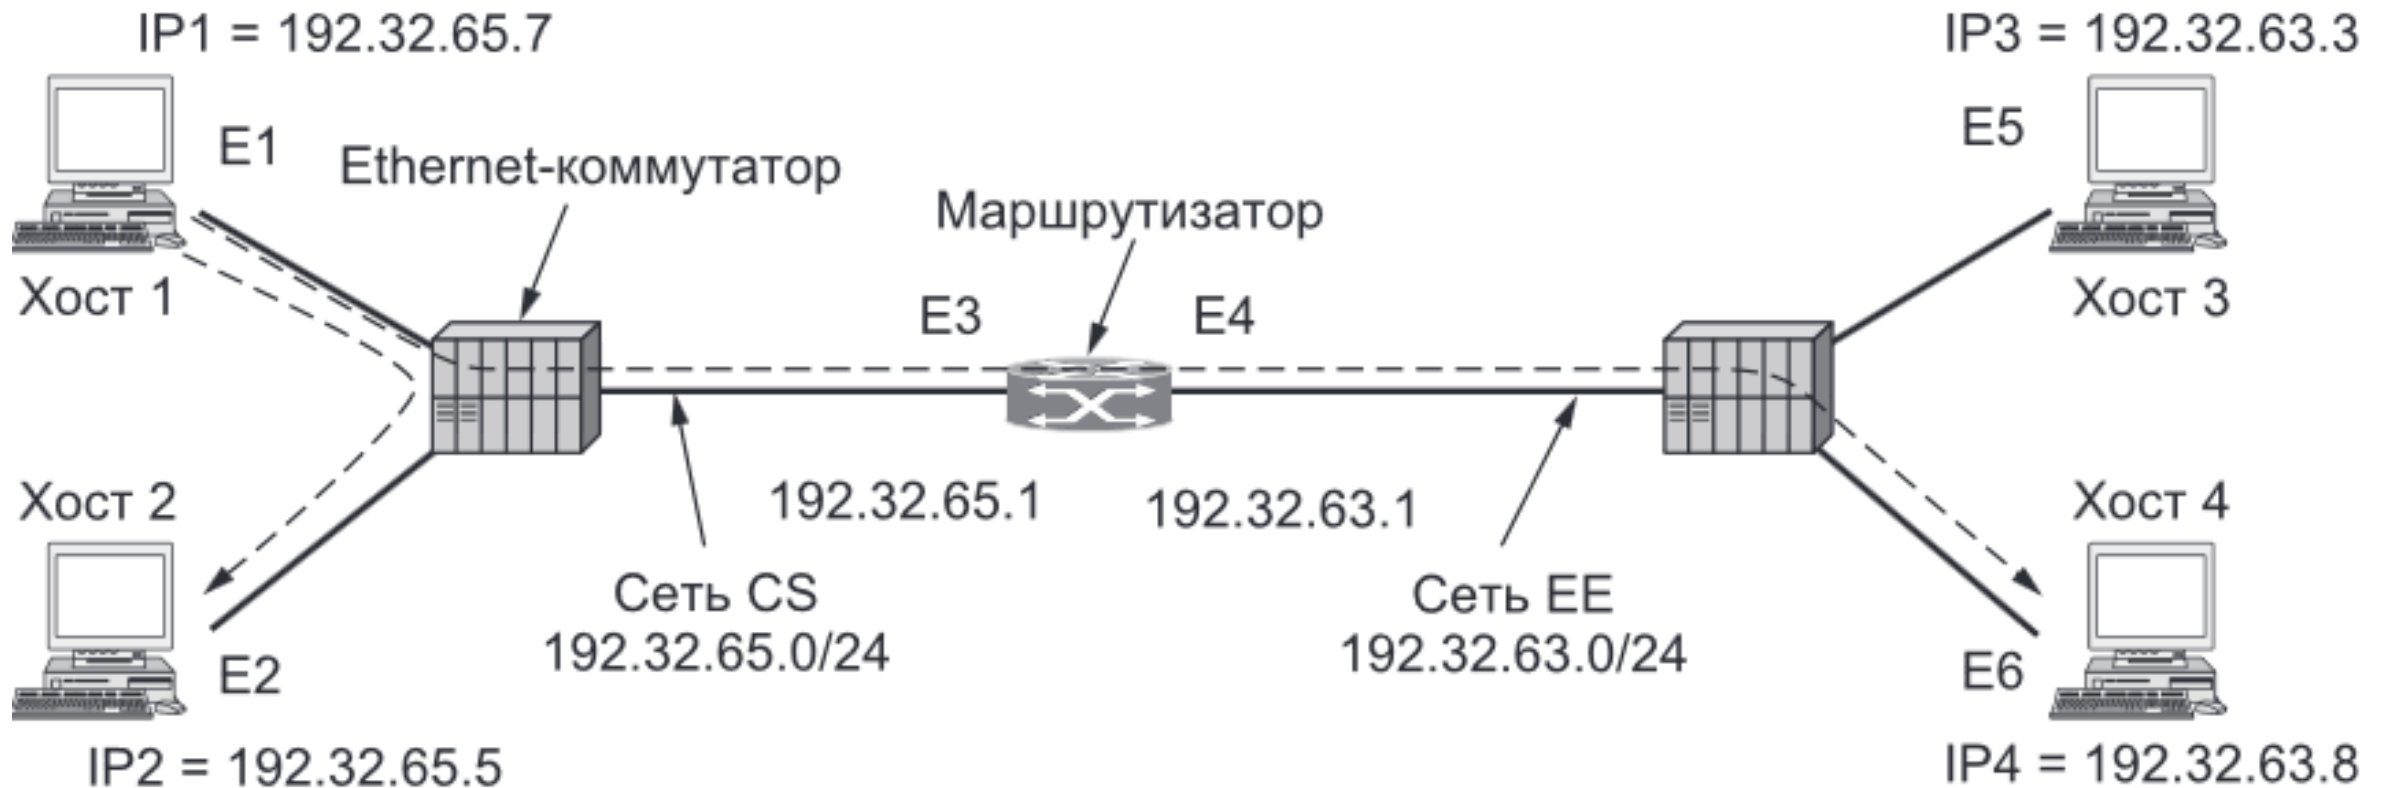 IP1 = 192.32.65.7
IP3 = 192.32.63.3
E1
Ethernet-коммутатор
E5
Маршрутизатор
Хост 1
E3
E4
Хост 3
Хост 2
192.32.65.1
192.32.63.1
Хост 4
Сеть CS
192.32.65.0/24
Сеть EE
192.32.63.0/24
E2
E6
IP2 = 192.32.65.5
IP4 = 192.32.63.8